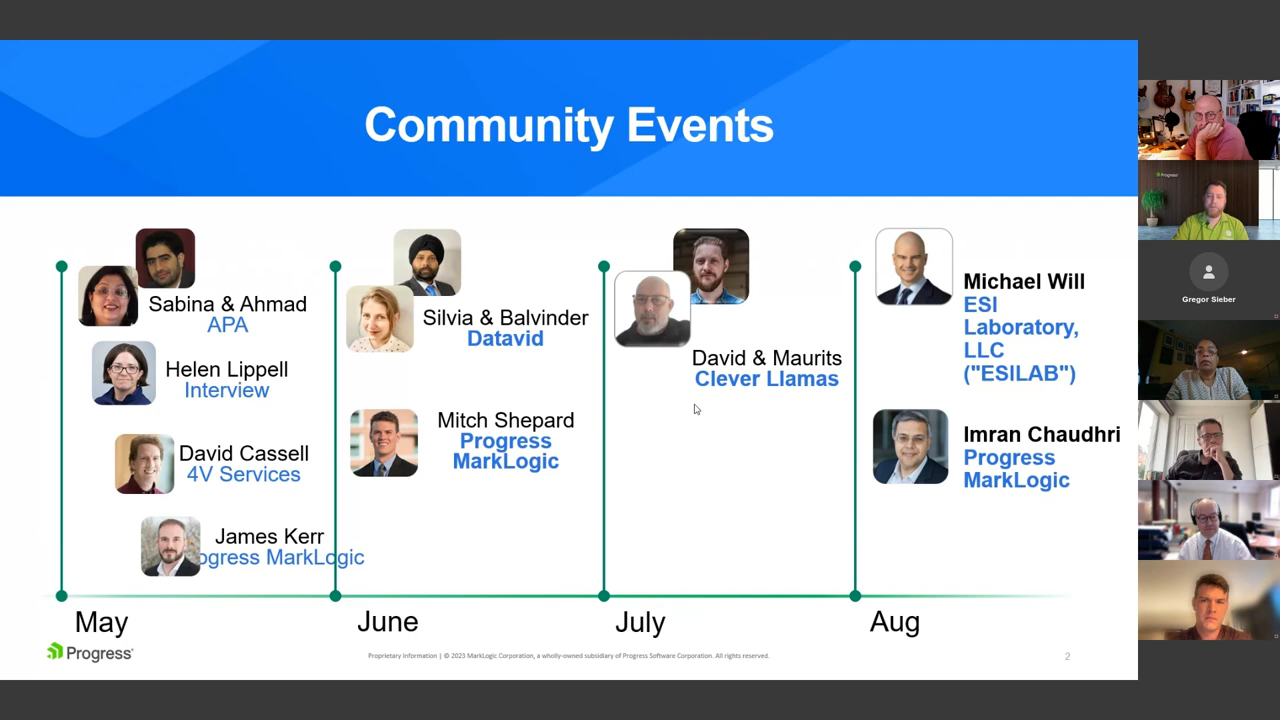 Community Events
Sabina & Ahmad
APA
Helen Lippell
Interview
David Cassell
4V Services
James Kerr
ogress MarkLogic
Silvia & Balvinder
Datavid
Mitch Shepard
Progress
MarkLogic
David & Maurits
Clever Llamas
Michael Will
ESI
Laboratory,
LLC
("ESILAB")
Imran Chaudhri
Progress
MarkLogic
May
June
July
Aug
Progress
Proprietary Information | © 2023 MarkLogic Corporation, a wholly-owned subsidiary of Progress Software Corporation. All rights reserved.
2
Progress
Gregor Sieber